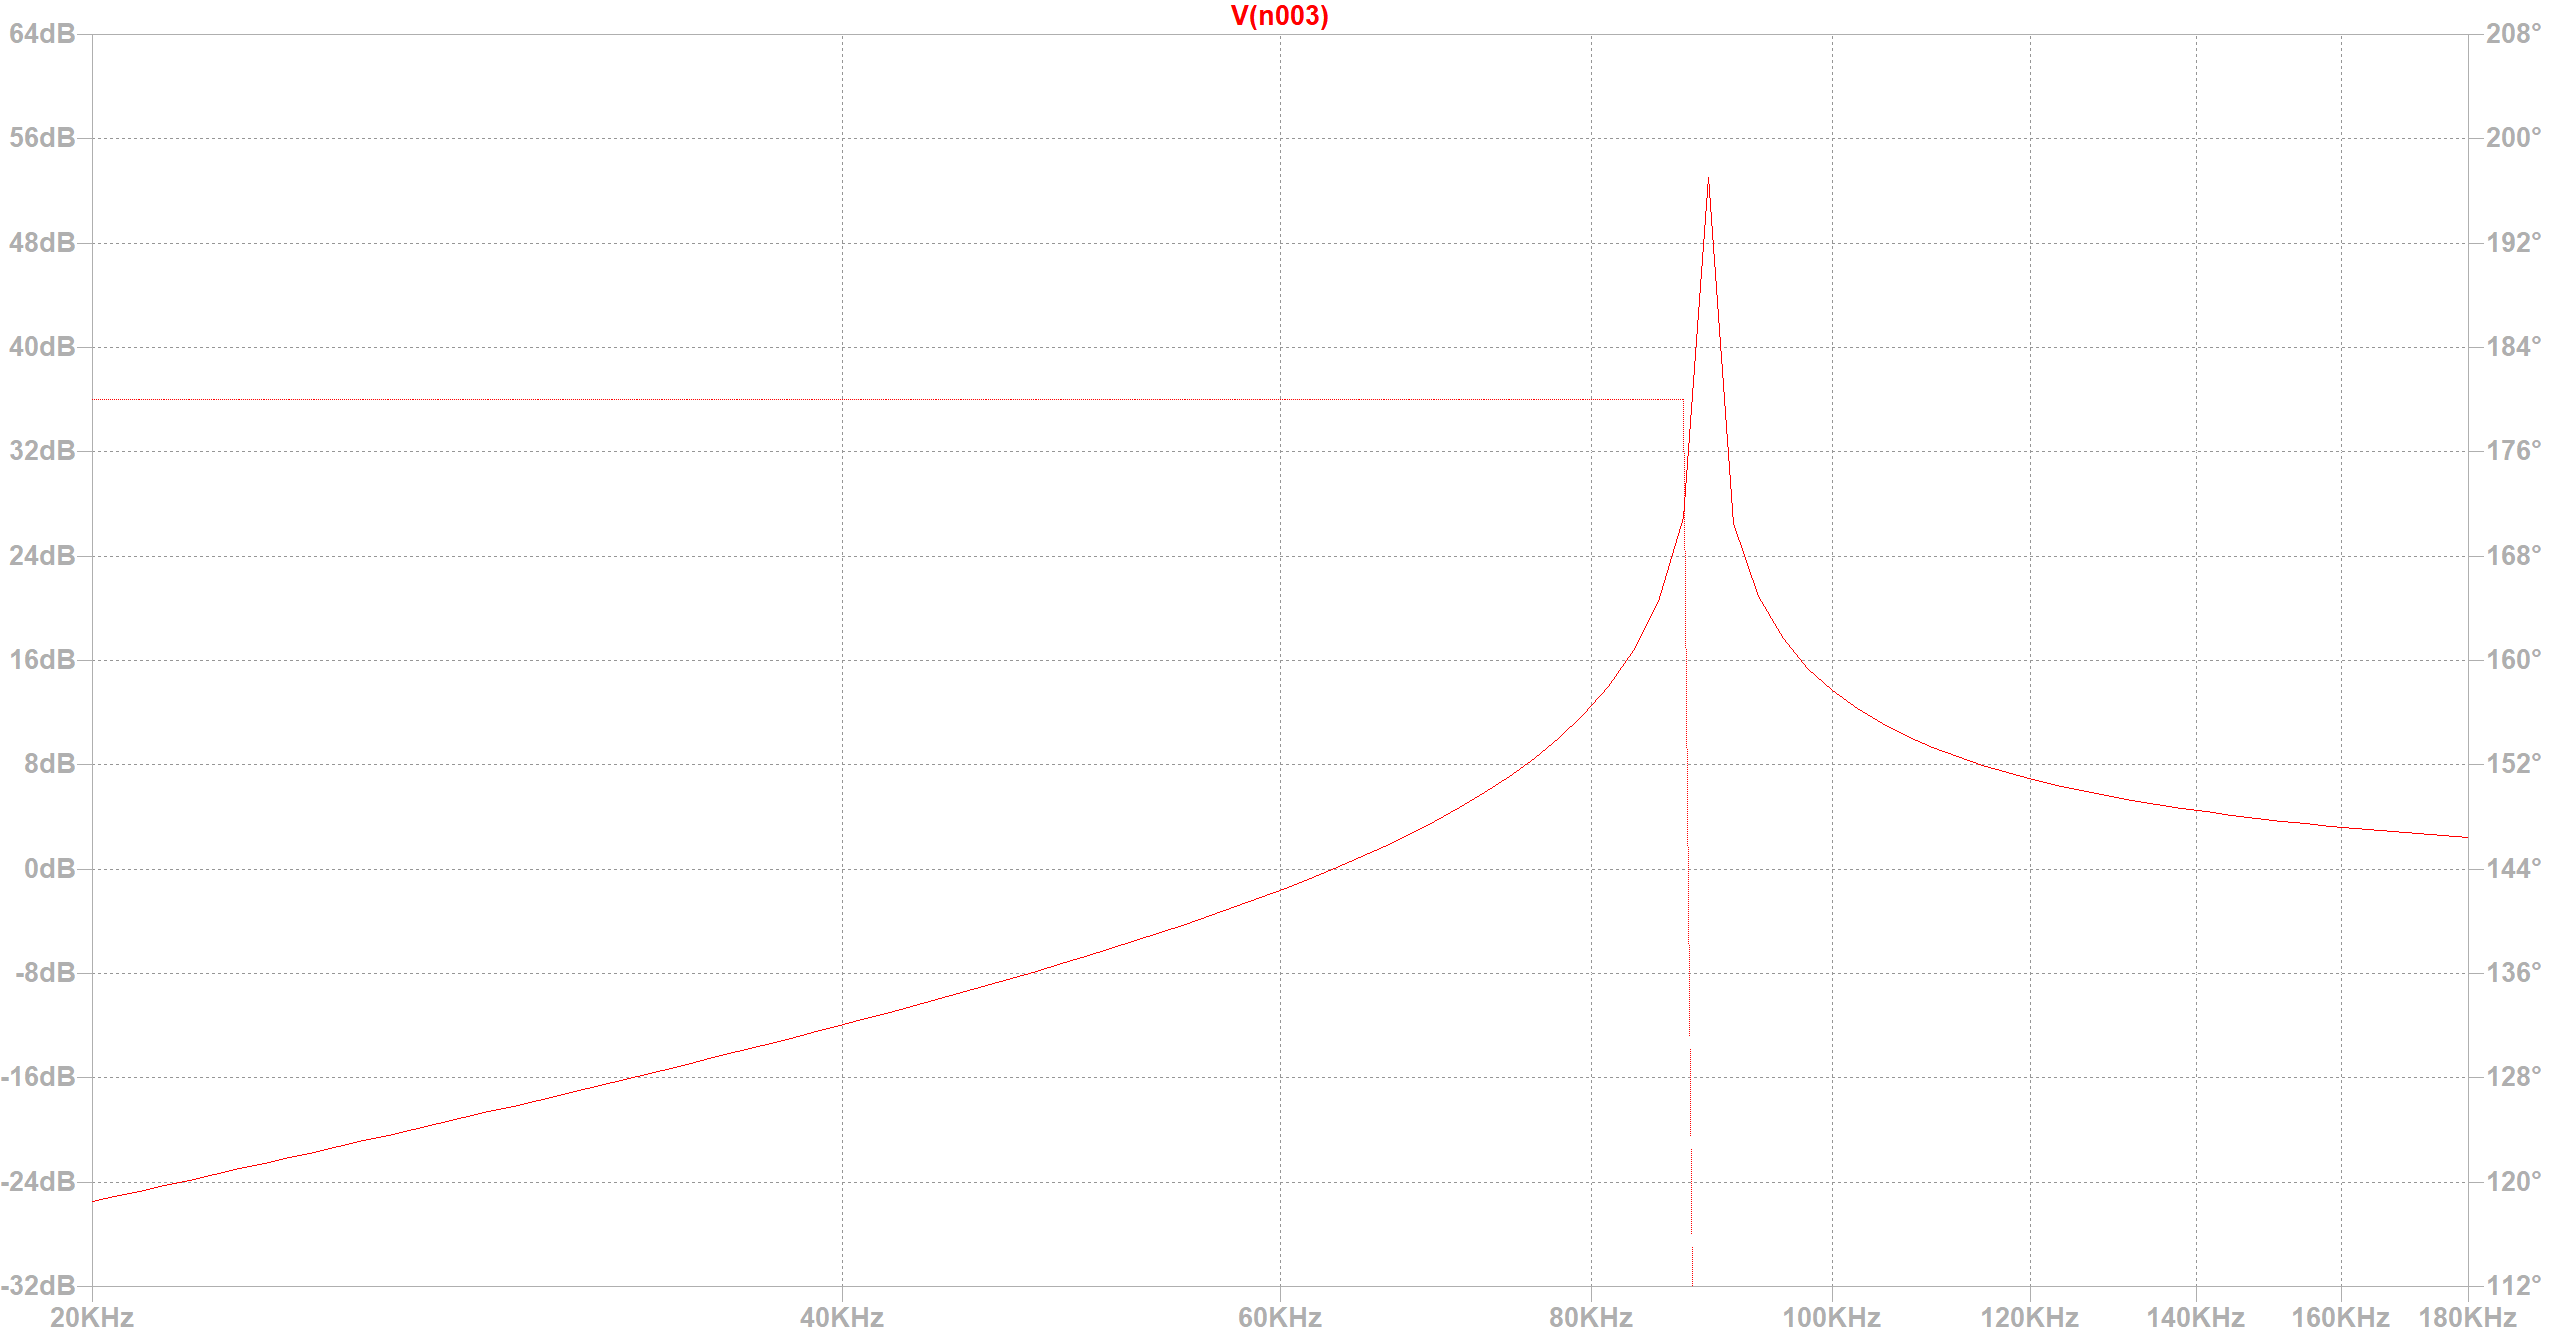 V(n003)
64dB 208°
56dB 200°
48dB 192°
40dB 184°
32dB 176°
24dB 168°
16dB 160°
8dB 152°
0dB 144°
-8dB 136°
-16dB 128°
-24dB 120°
-32dB 112°
20KHz 40KHz 60KHz 80KHz 100KHz 120KHz 140KHz 160KHz 180KHz